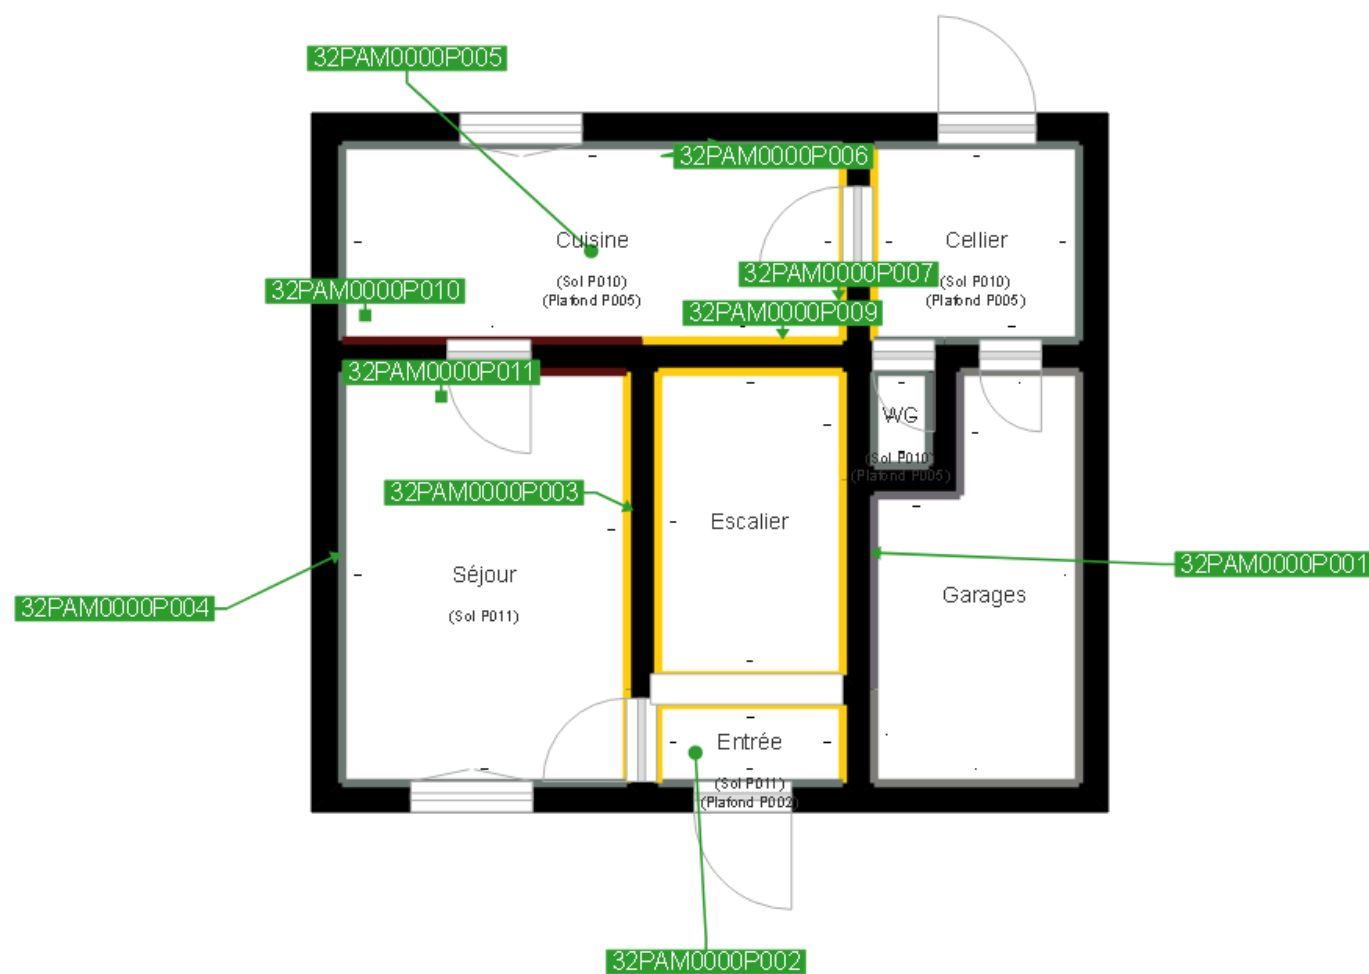 32PAM0000P005
32PAM0000P006
Cuisine
Cellier
32PAM0000P007
(Sol P010)
(Sol P010)
32PAM0000P010
(Plafond P005)
(Plafond P005)
32PAM0000P009
32PAM0000P011
WG
(Sol P010)
(Plafond P005)
32PAM0000P003
Escalier
32PAM0000P001
Séjour
Garages
32PAM0000P004
(Sol P011)
Entrée
(Sol P011)
(Plafond P002)
32PAM0000P002